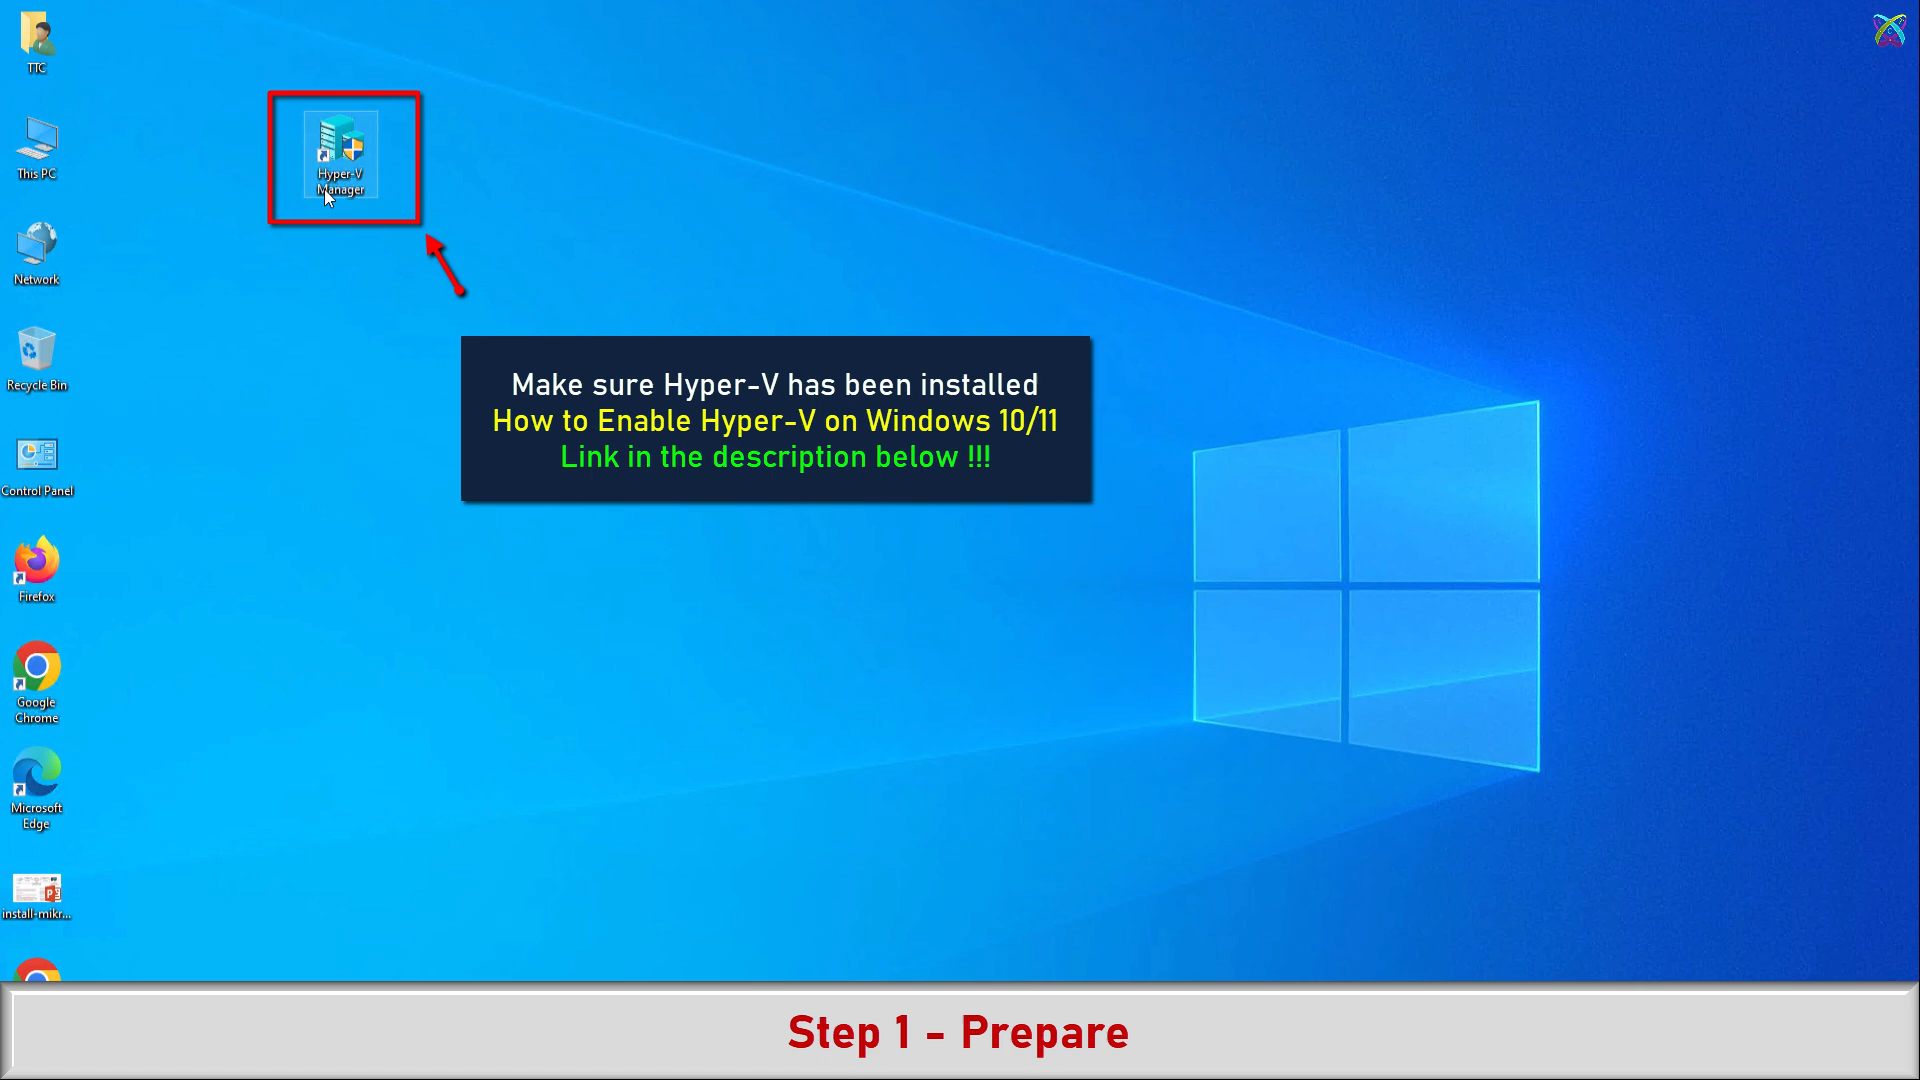 TTC
This PC
Network
Recycle Bin
Control Panel
Firefox
Google
Chrome
Microsoft
Edge
install-mikr...
Hyper-V
Manager
Make sure Hyper-V has been installed
How to Enable Hyper-V on Windows 10/11
Link in the description below !!!
Step 1 - Prepare